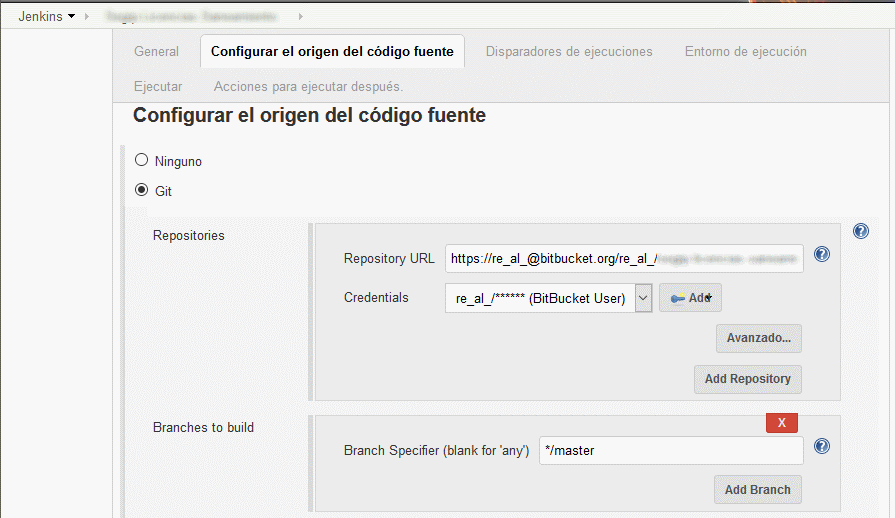 Jenkins
General Configurar el origen del código fuente Disparadores de ejecuciones Entorno de ejecución
Ejecutar Acciones para ejecutar después.
Configurar el origen del código fuente
Ninguno
Git
Repositories
Repository URL https://re_al_@bitbucket.org/re_al_/
Credentials re_al_/****** (BitBucket User) Add
Avanzado...
Add Repository
Branches to build
X
Branch Specifier (blank for 'any') */master
Add Branch